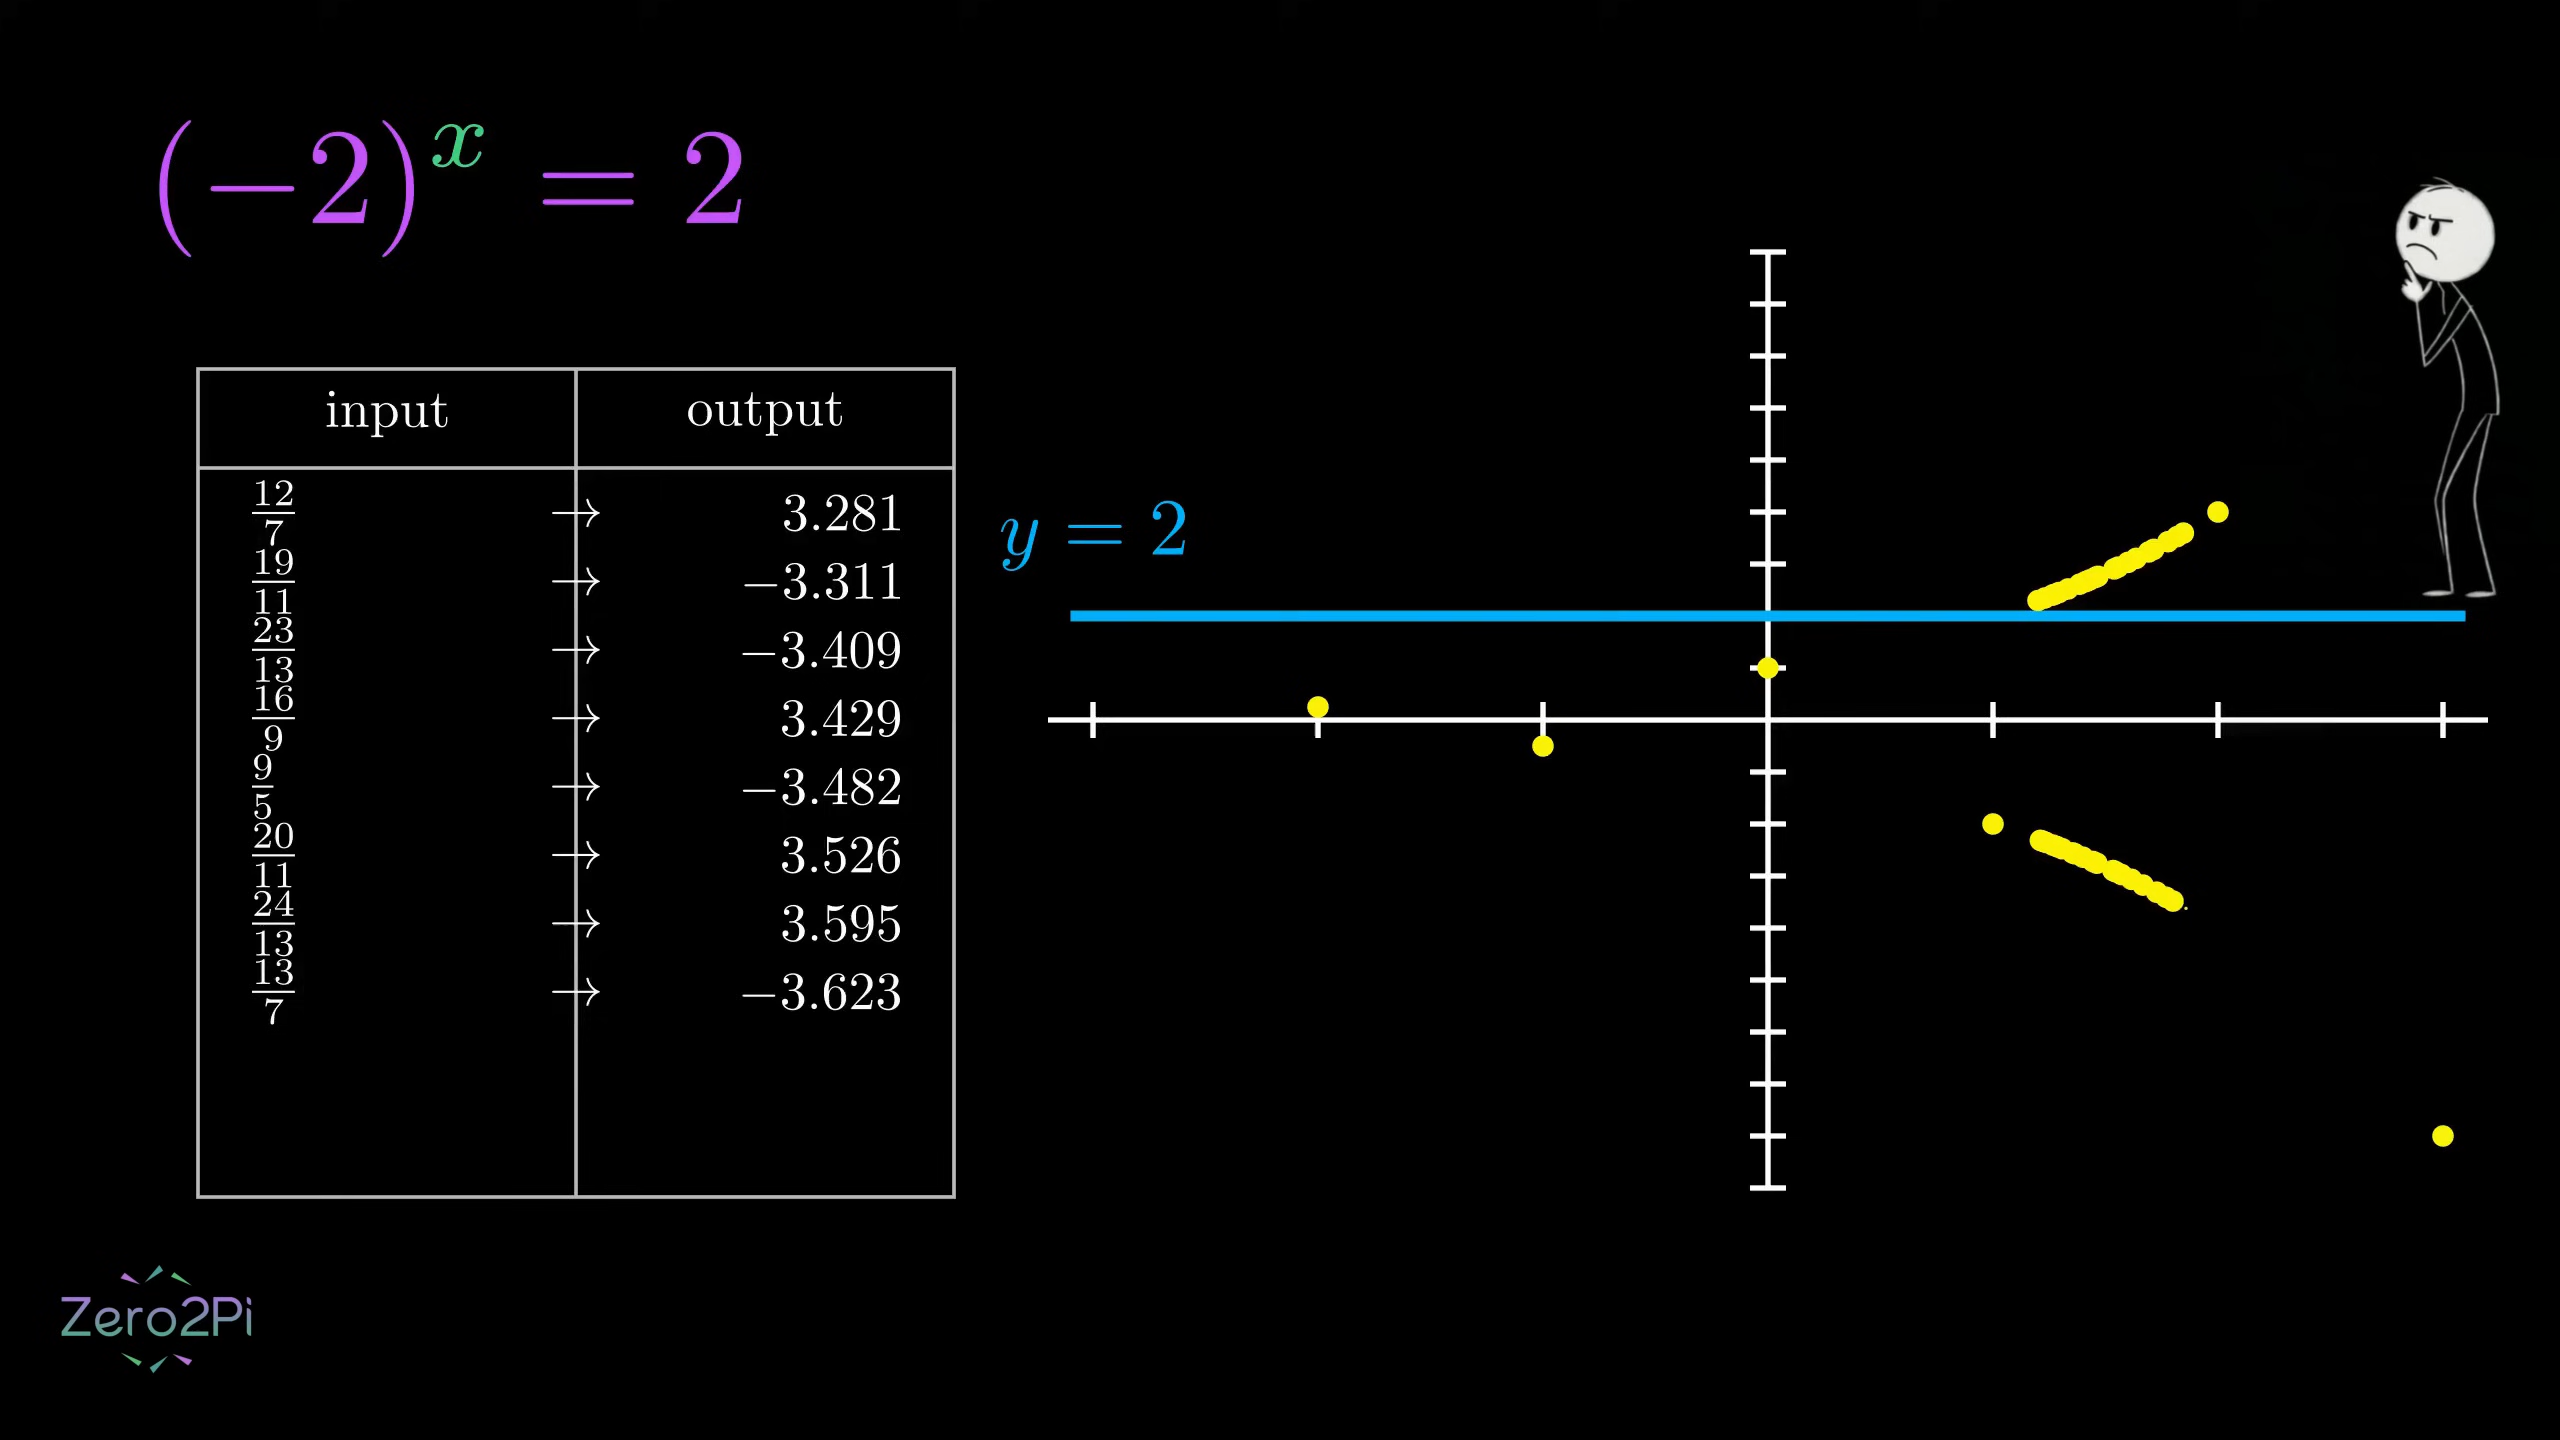 (−2)^x = 2
input output
12/7 → 3.281
19/11 → −3.311
23/13 → −3.409
16/9 → 3.429
9/5 → −3.482
20/11 → 3.526
24/13 → 3.595
13/7 → −3.623
y = 2
Zero2Pi